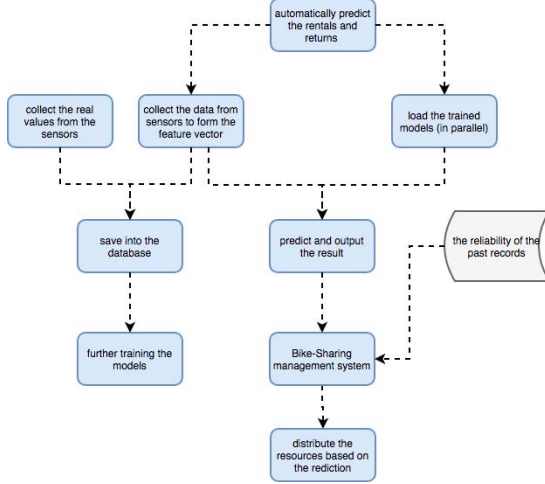 automatically predict
the rentals and
returns
collect the real
values from the
sensors
collect the data from
sensors to form the
feature vector
load the trained
models (in parallel)
save into the
database
predict and output
the result
the reliability of the
past records
further training the
models
Bike-Sharing
management system
distribute the
resources based on
the rediction